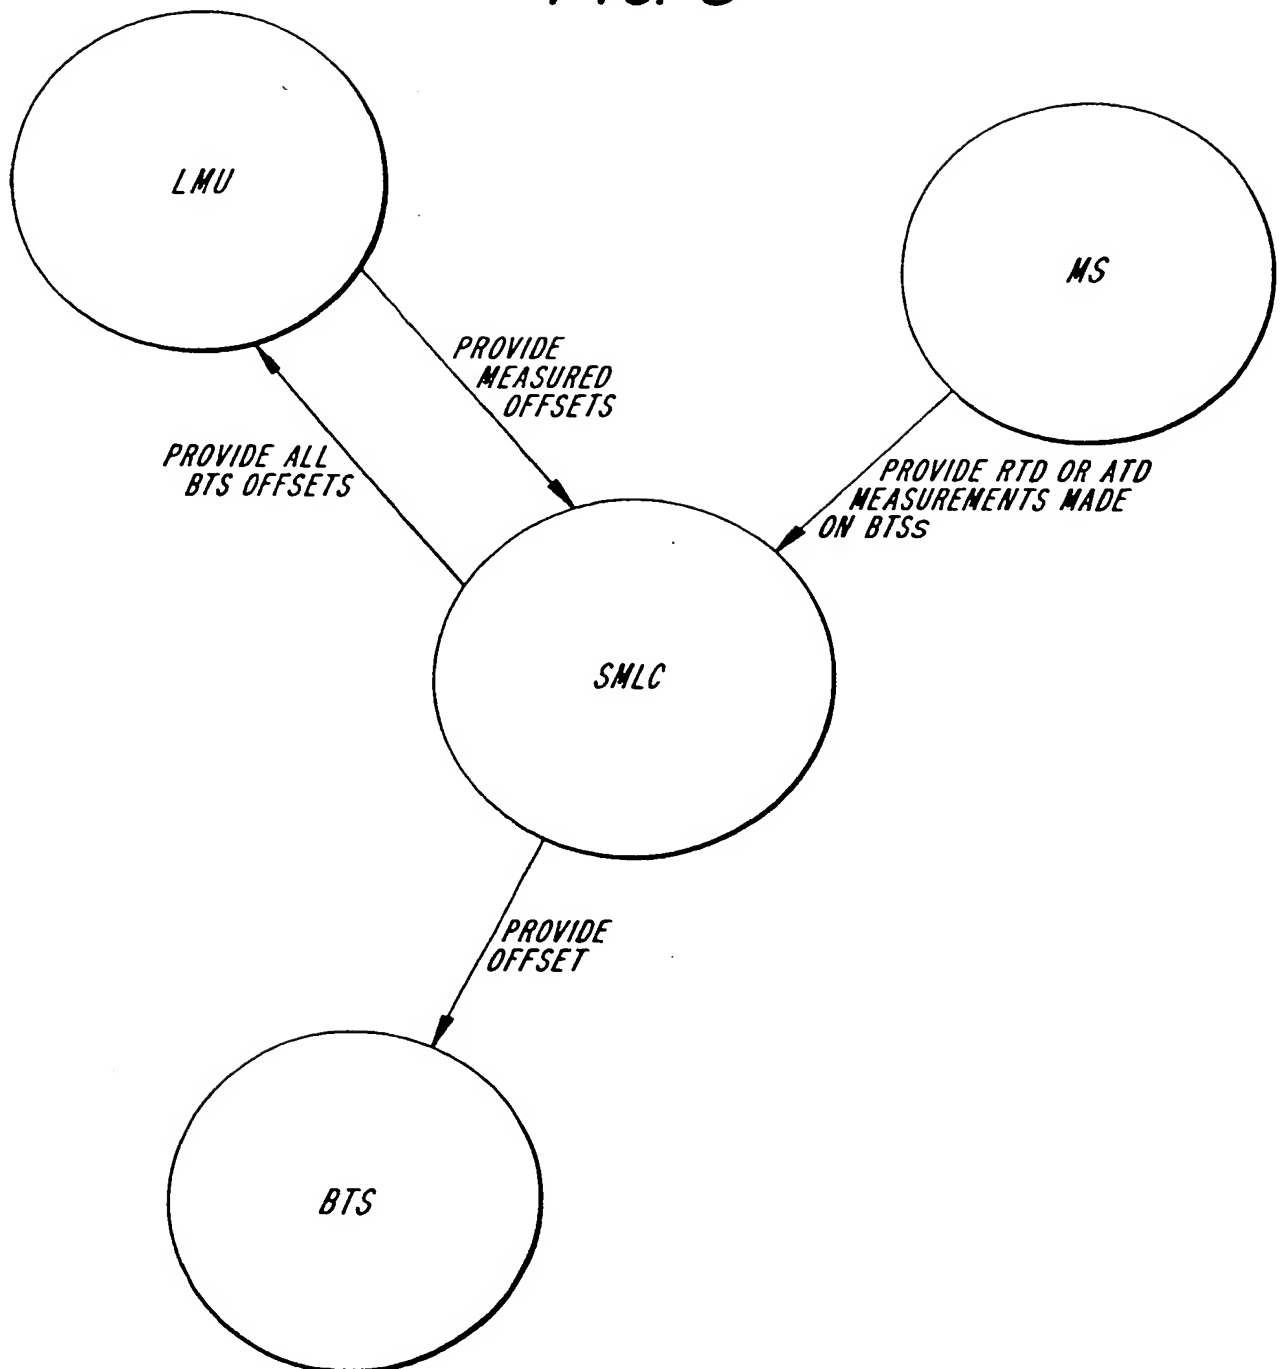 LMU
MS
PROVIDE
MEASURED
OFFSETS
PROVIDE ALL
BTS OFFSETS
PROVIDE RTD OR ATD
MEASUREMENTS MADE
ON BTSs
SMLC
PROVIDE
OFFSET
BTS